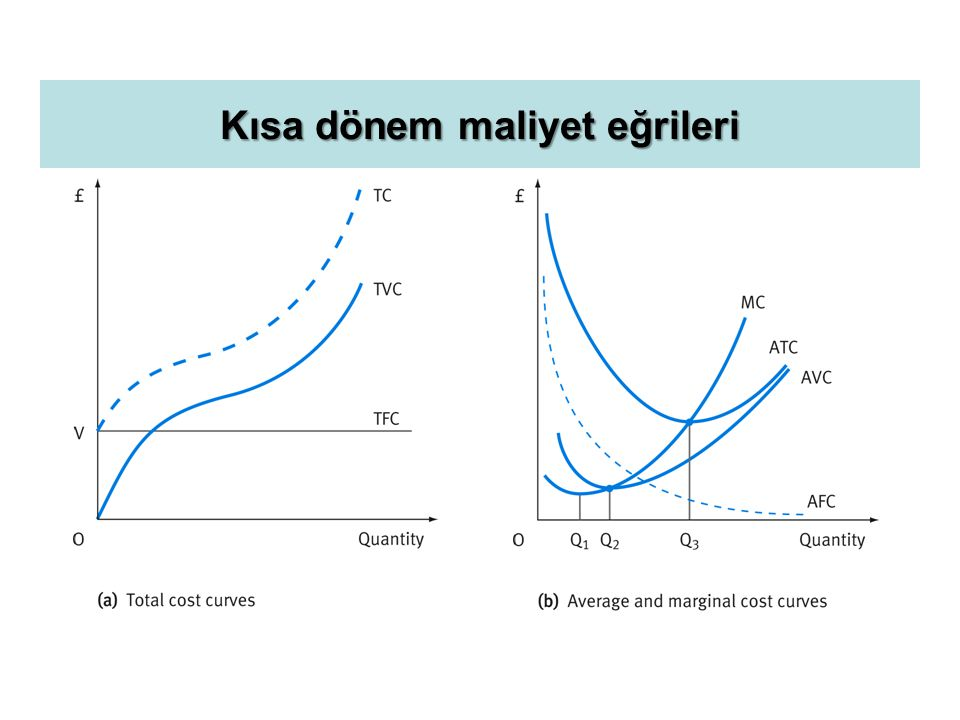 Kısa dönem maliyet eğrileri
£
TC
TVC
TFC
V
O
Quantity
(a) Total cost curves
£
MC
ATC
AVC
AFC
O
Q₁
Q₂
Q₃
Quantity
(b) Average and marginal cost curves